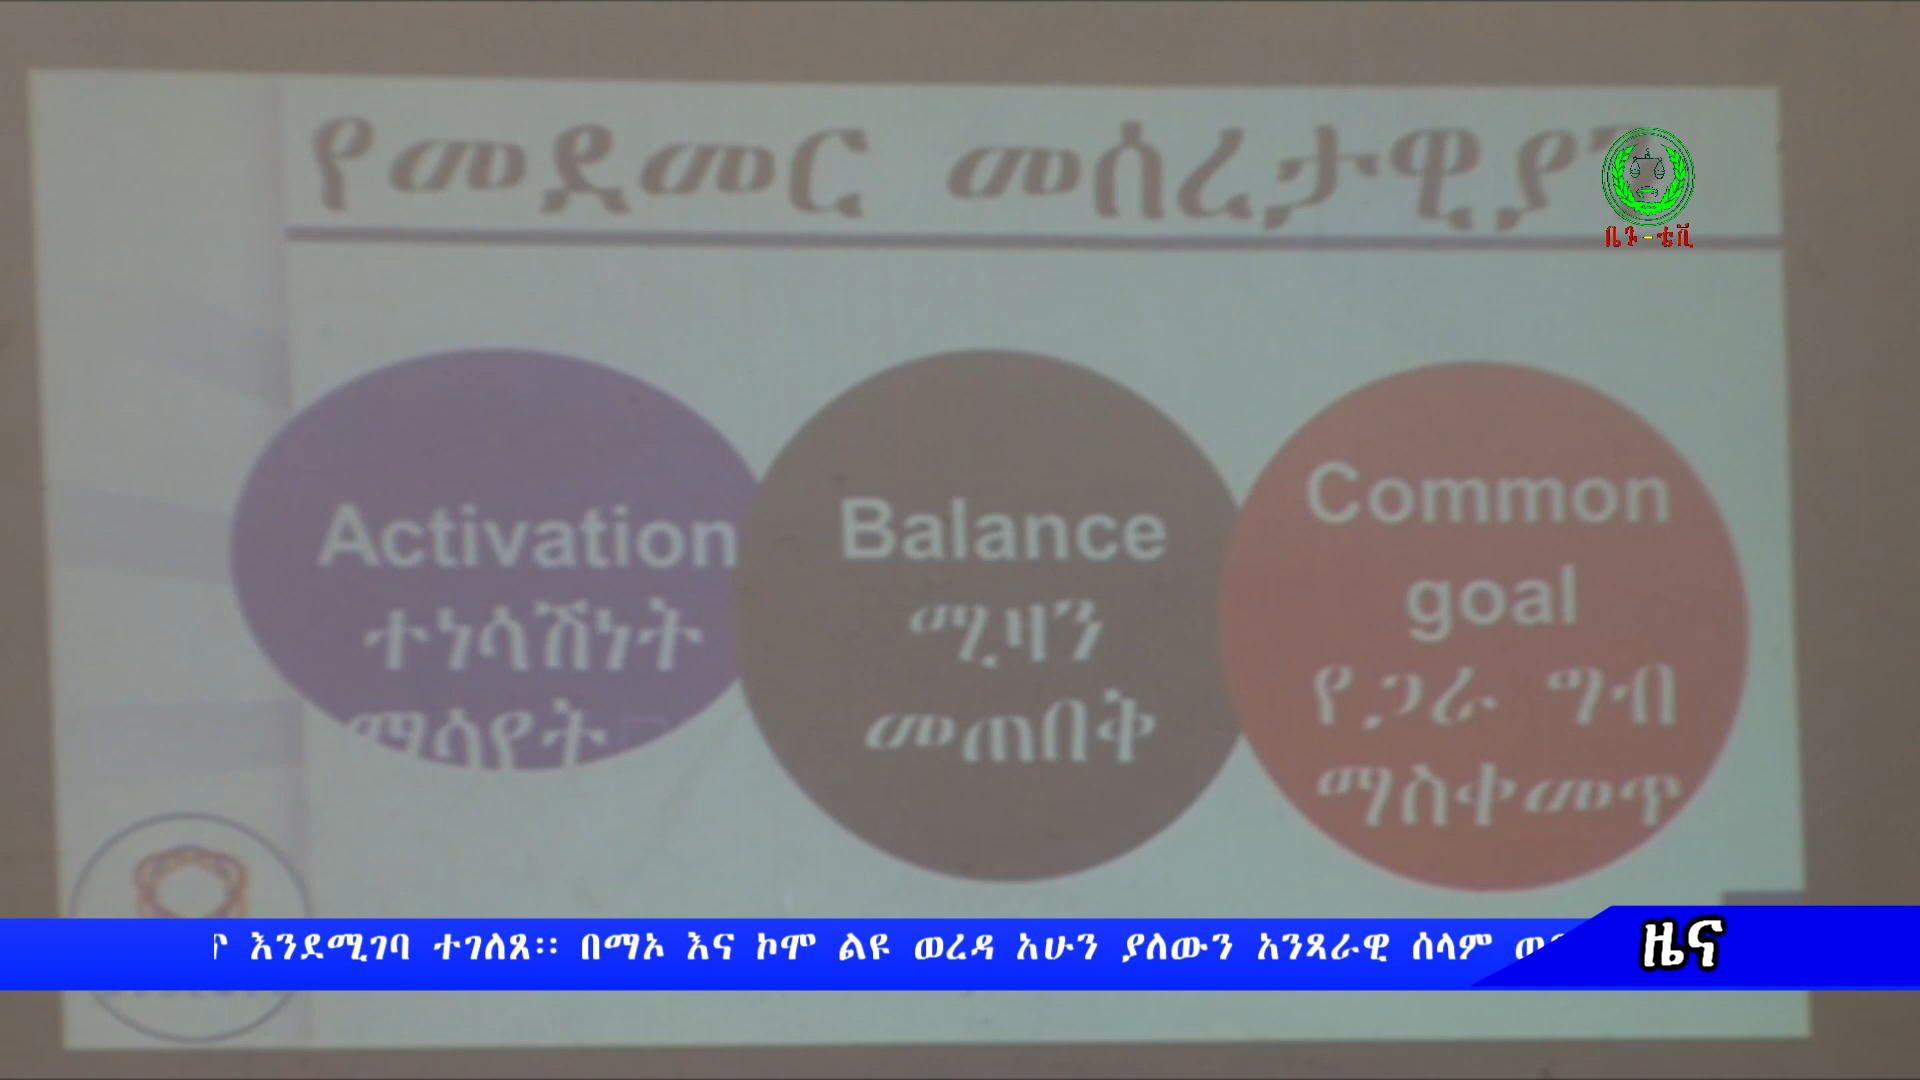 የመደመር መሰረታዊያን
ቤጉ-ቴቪ
Activation
ተነሳሽነት
ማሳየት
Balance
ሚዛን
መጠበቅ
Common
goal
የጋራ ግብ
ማስቀመጥ
እንደሚገባ ተገለጸ፡፡ በማኦ እና ኮሞ ልዩ ወረዳ አሁን ያለውን አንጻራዊ ሰላም
ዜና